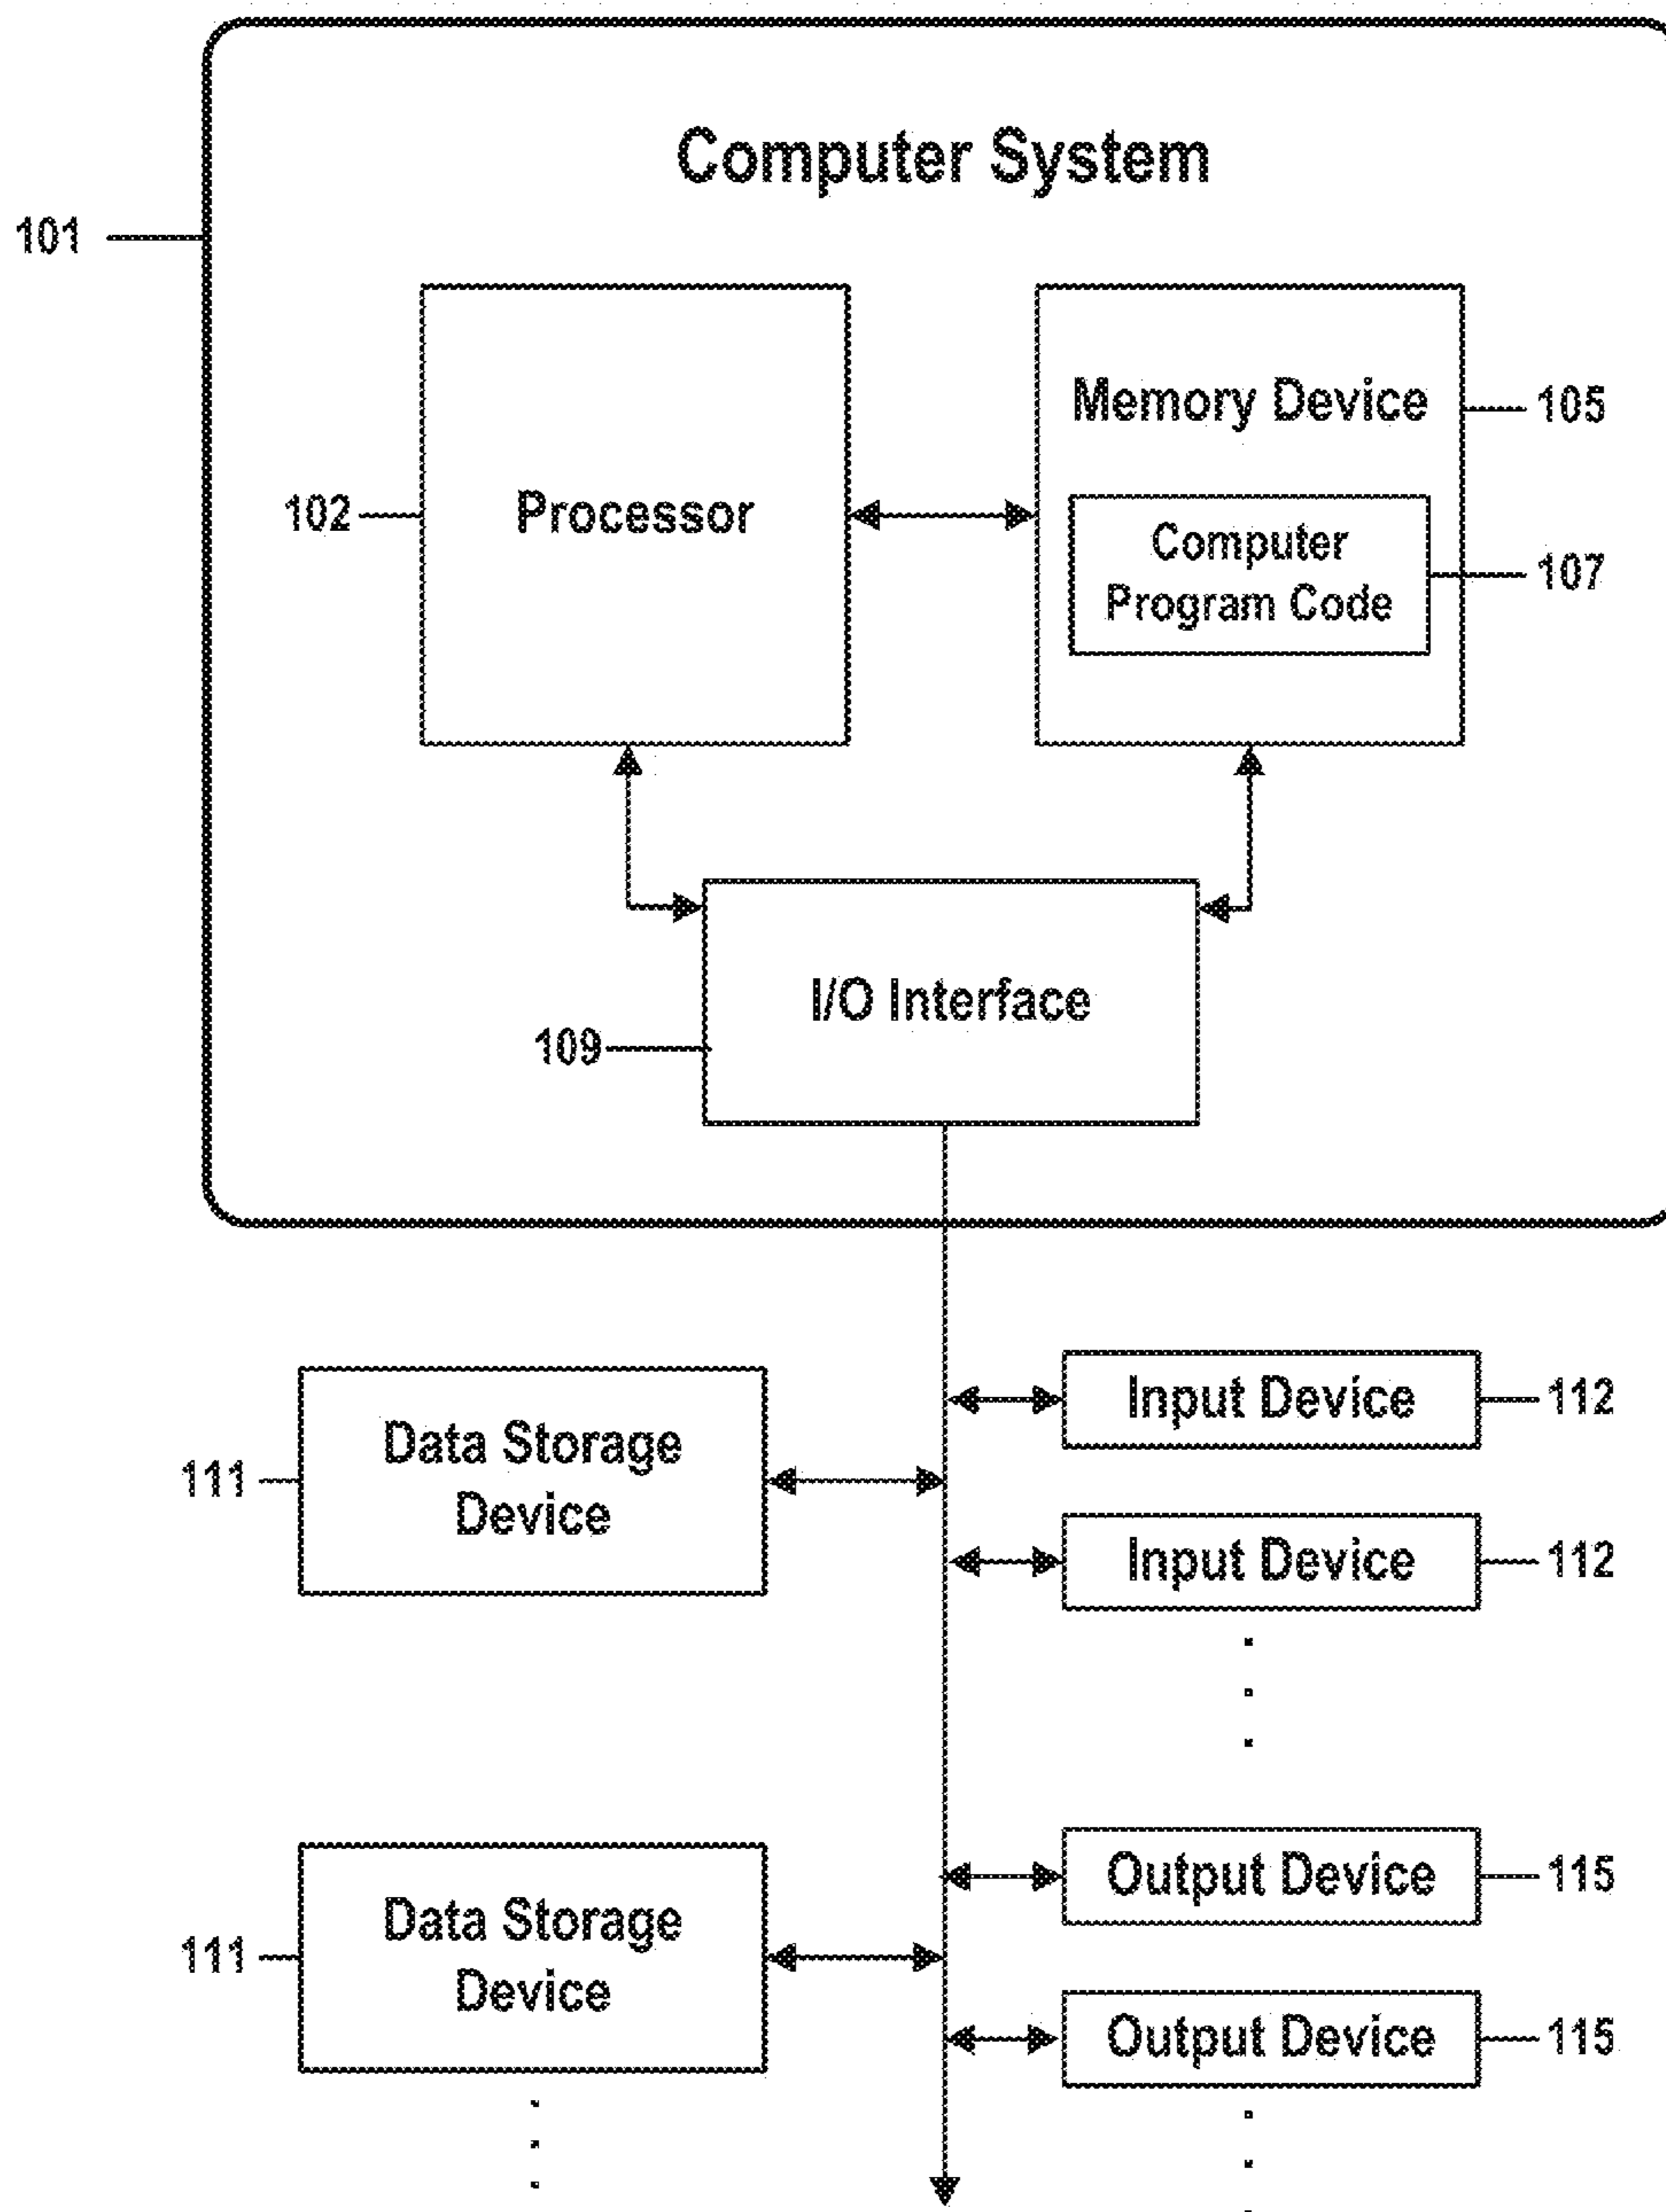 Computer System
101
Memory Device
105
102
Processor
Computer
Program Code
107
I/O Interface
109
Input Device
112
Data Storage
Device
111
Input Device
112
Output Device
115
Data Storage
Device
111
Output Device
115